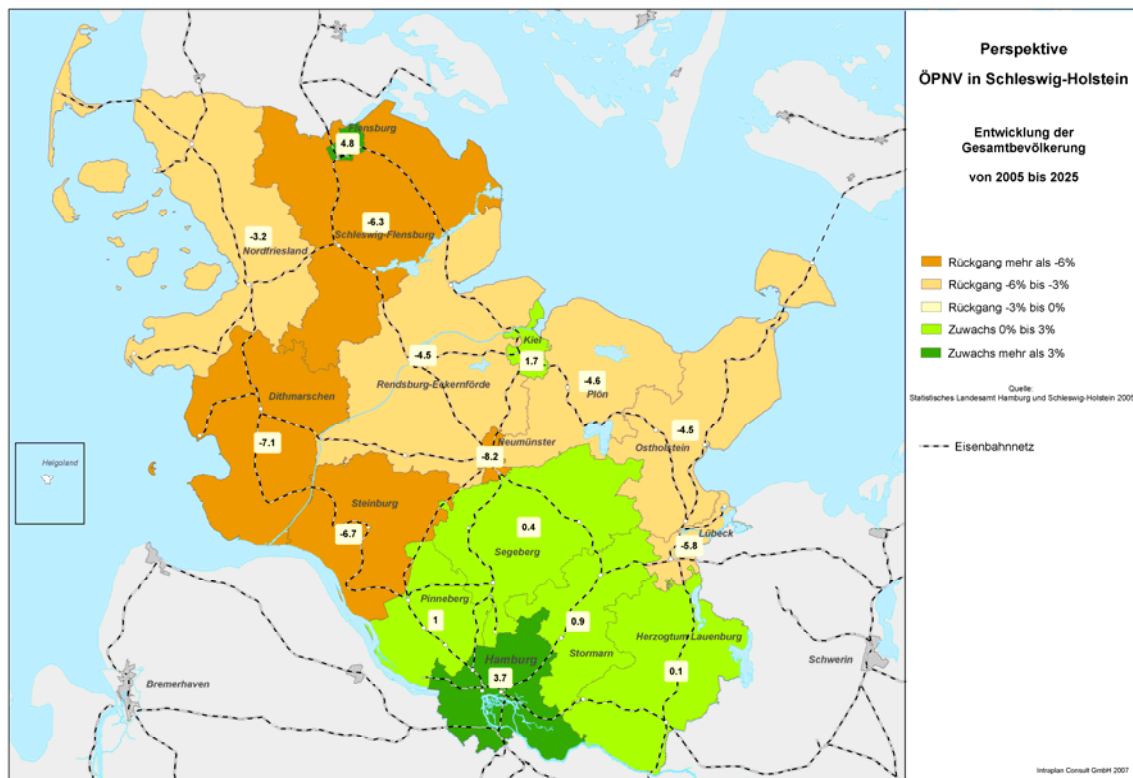 Perspektive
ÖPNV in Schleswig-Holstein
Entwicklung der
Gesamtbevölkerung
von 2005 bis 2025
Rückgang mehr als -6%
Rückgang -6% bis -3%
Rückgang -3% bis 0%
Zuwachs 0% bis 3%
Zuwachs mehr als 3%
Quelle:
Statistisches Landesamt Hamburg und Schleswig-Holstein 2005
Eisenbahnnetz
Intraplan Consult GmbH 2007
Flensburg
4.8
-6.3
Schleswig-Flensburg
-3.2
Nordfriesland
Kiel
1.7
-4.5
Rendsburg-Eckernförde
-4.6
Plön
Dithmarschen
-7.1
-4.5
Ostholstein
Neumünster
-8.2
Helgoland
Steinburg
-6.7
0.4
Segeberg
Lübeck
-5.8
Pinneberg
1
0.9
Stormarn
Herzogtum Lauenburg
0.1
Hamburg
3.7
Schwerin
Bremerhaven